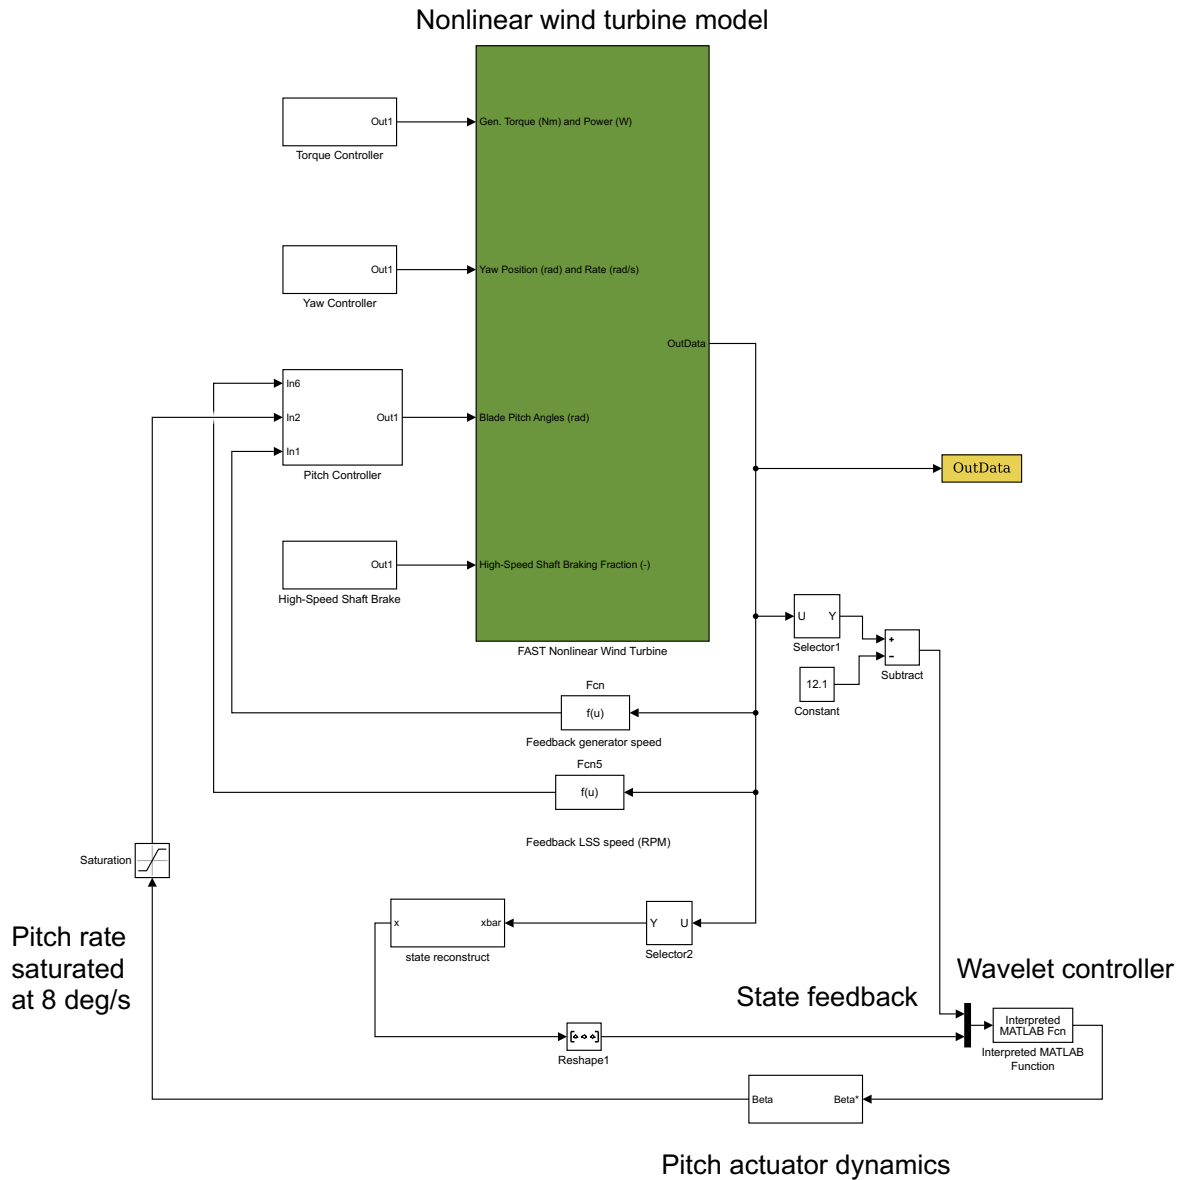 Nonlinear wind turbine model
Out1
Gen. Torque (Nm) and Power (W)
Torque Controller
Out1
Yaw Position (rad) and Rate (rad/s)
Yaw Controller
OutData
In6
In2
Out1
Blade Pitch Angles (rad)
In1
Pitch Controller
OutData
Out1
High-Speed Shaft Braking Fraction (-)
High-Speed Shaft Brake
FAST Nonlinear Wind Turbine
U
Y
Selector1
+
−
Subtract
12.1
Constant
Fcn
f(u)
Feedback generator speed
Fcn5
f(u)
Feedback LSS speed (RPM)
Saturation
Pitch rate
saturated
at 8 deg/s
x
xbar
state reconstruct
Y
U
Selector2
Wavelet controller
State feedback
Interpreted
MATLAB Fcn
Interpreted MATLAB
Function
Reshape1
Beta
Beta*
Pitch actuator dynamics